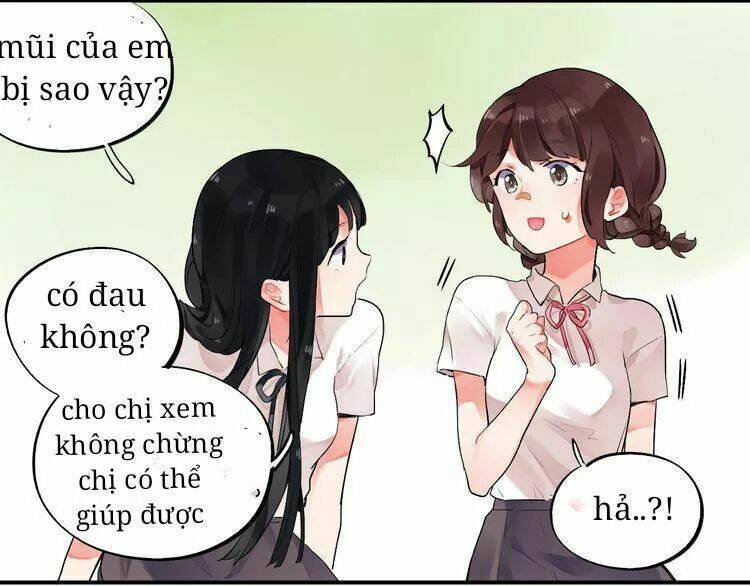 mũi của em
bị sao vậy?
có đau
không?
cho chị xem
không chừng
chị có thể
giúp được
hả..?!